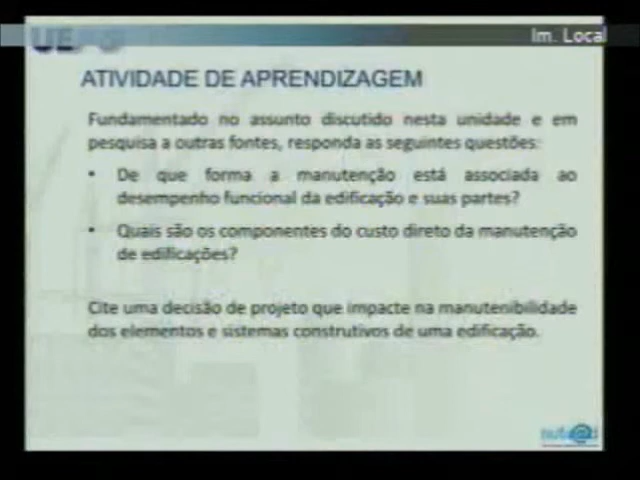 Im. Local
ATIVIDADE DE APRENDIZAGEM
Fundamentado no assunto discutido nesta unidade e em
pesquisa a outras fontes, responda as seguintes questões:
• De que forma a manutenção está associada ao
desempenho funcional da edificação e suas partes?
• Quais são os componentes do custo direto da manutenção
de edificações?
Cite uma decisão de projeto que impacte na manutenibilidade
dos elementos e sistemas construtivos de uma edificação.